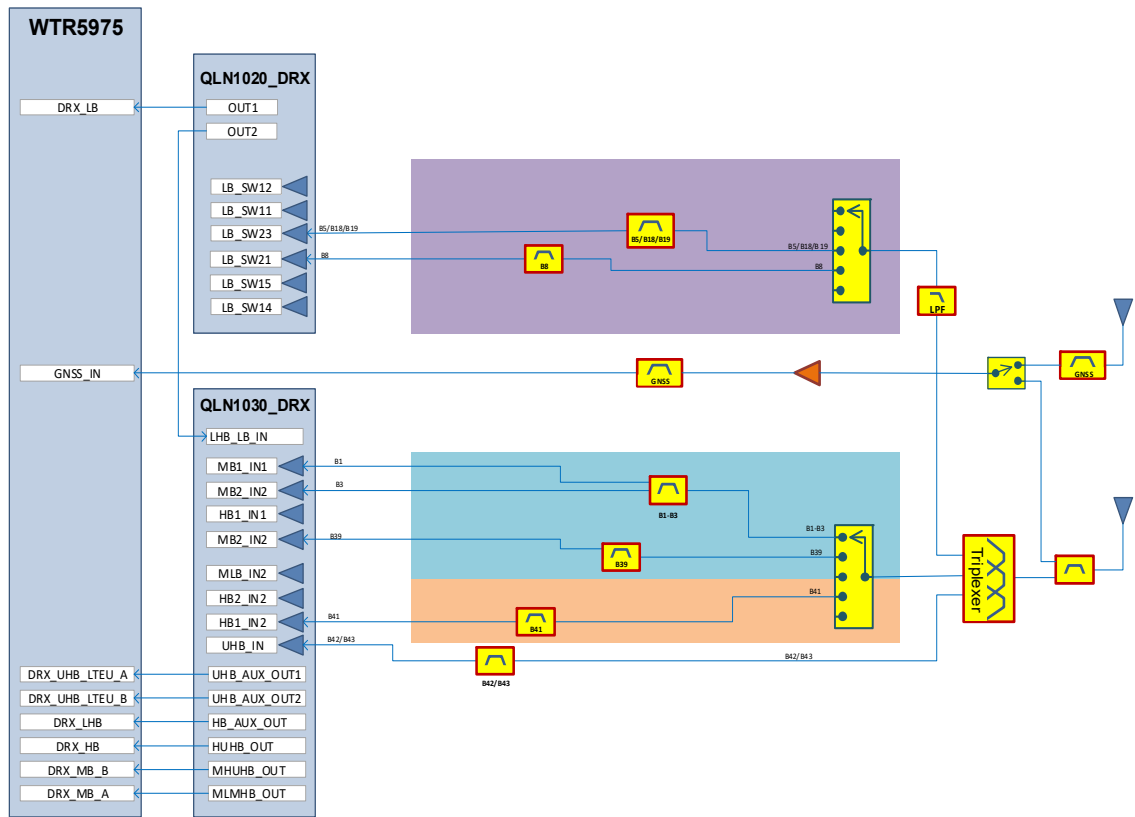 WTR5975
QLN1020_DRX
DRX_LB
OUT1
OUT2
LB_SW12
LB_SW11
LB_SW23
B5/B18/B19
B5/B18/B19
B5/B18/B19
LB_SW21
B8
B8
B8
LB_SW15
LB_SW14
LPF
GNSS_IN
GNSS
GNSS
QLN1030_DRX
LHB_LB_IN
MB1_IN1
B1
MB2_IN2
B3
B1-B3
HB1_IN1
B1-B3
MB2_IN2
B39
B39
B39
MLB_IN2
Triplexer
HB2_IN2
B41
HB1_IN2
B41
B41
UHB_IN
B42/B43
B42/B43
B42/B43
DRX_UHB_LTEU_A
UHB_AUX_OUT1
DRX_UHB_LTEU_B
UHB_AUX_OUT2
DRX_LHB
HB_AUX_OUT
DRX_HB
HUHB_OUT
DRX_MB_B
MHUHB_OUT
DRX_MB_A
MLMHB_OUT